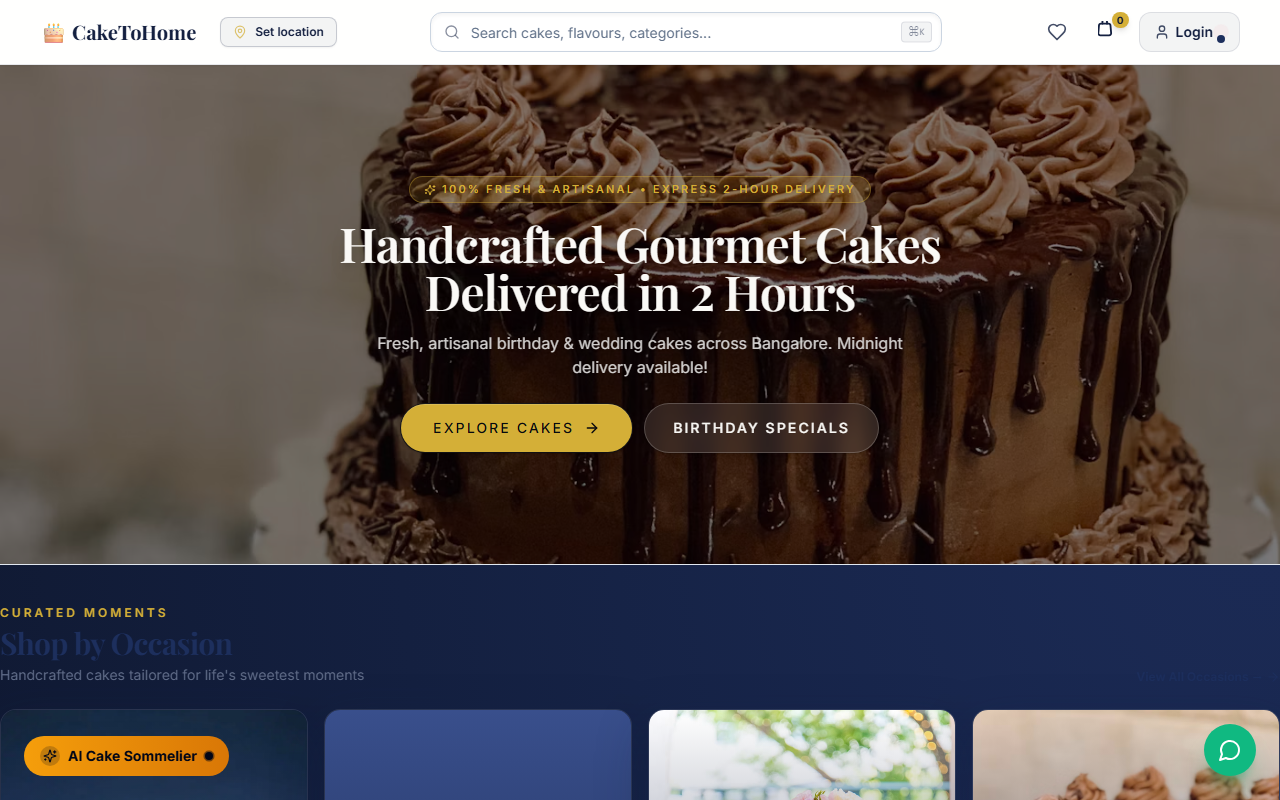 CakeToHome
Set location
Search cakes, flavours, categories...
⌘K
0
Login
100% FRESH & ARTISANAL • EXPRESS 2-HOUR DELIVERY
Handcrafted Gourmet Cakes
Delivered in 2 Hours
Fresh, artisanal birthday & wedding cakes across Bangalore. Midnight
delivery available!
EXPLORE CAKES →
BIRTHDAY SPECIALS
CURATED MOMENTS
Shop by Occasion
Handcrafted cakes tailored for life's sweetest moments
View All Occasions
AI Cake Sommelier